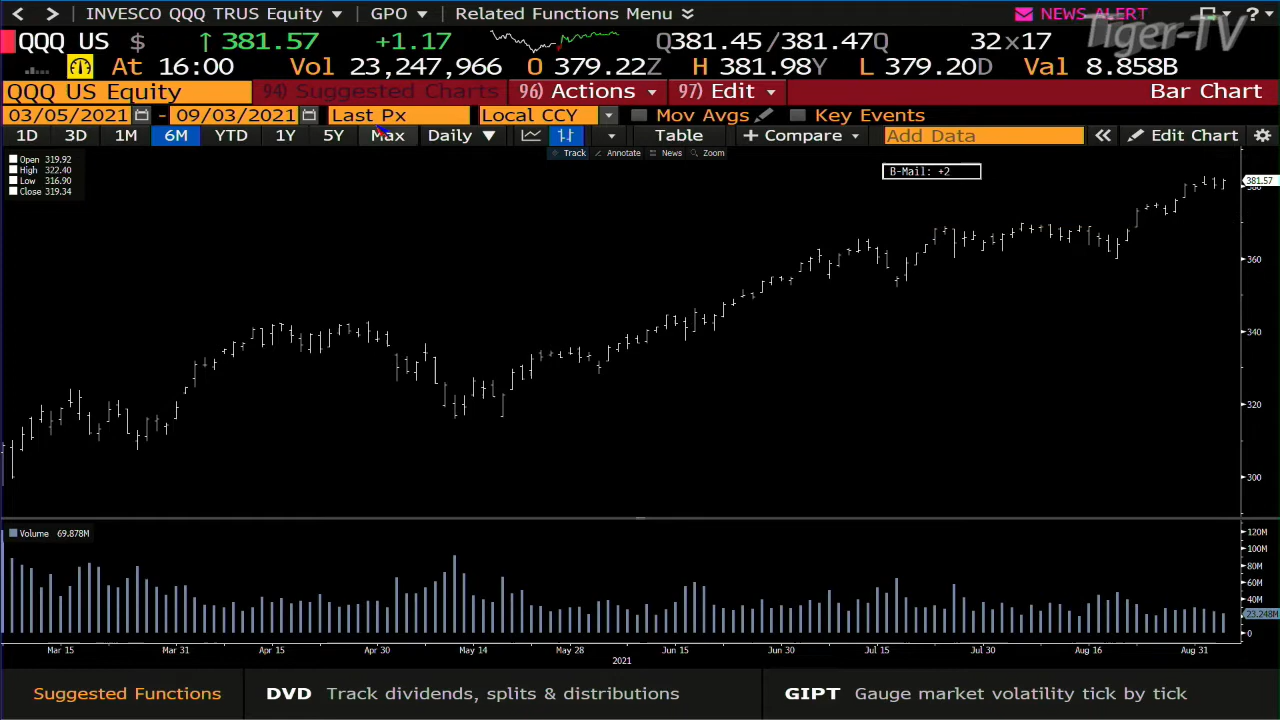 < > INVESCO QQQ TRUS Equity ▼ GPO ▼ Related Functions Menu NEWS ALERT ?
Tiger-TV
QQQ US $ ↑ 381.57 +1.17 Q381.45/381.47Q 32x17
At 16:00 Vol 23,247,966 O 379.22Z H 381.98Y L 379.20D Val 8.858B
QQQ US Equity 94) Suggested Charts 96) Actions 97) Edit Bar Chart
03/05/2021 - 09/03/2021 Last Px Local CCY Mov Avgs Key Events
1D 3D 1M 6M YTD 1Y 5Y Max Daily ▼ Table + Compare Add Data « Edit Chart
Track Annotate News Zoom
Open 319.92
High 322.40
Low 316.90
Close 319.34
B-Mail: +2
381.57
380
360
340
320
300
Volume 69.878M
120M
100M
80M
60M
40M
23.248M
0
Mar 15 Mar 31 Apr 15 Apr 30 May 14 May 28 Jun 15 Jun 30 Jul 15 Jul 30 Aug 16 Aug 31
2021
Suggested Functions DVD Track dividends, splits & distributions GIPT Gauge market volatility tick by tick